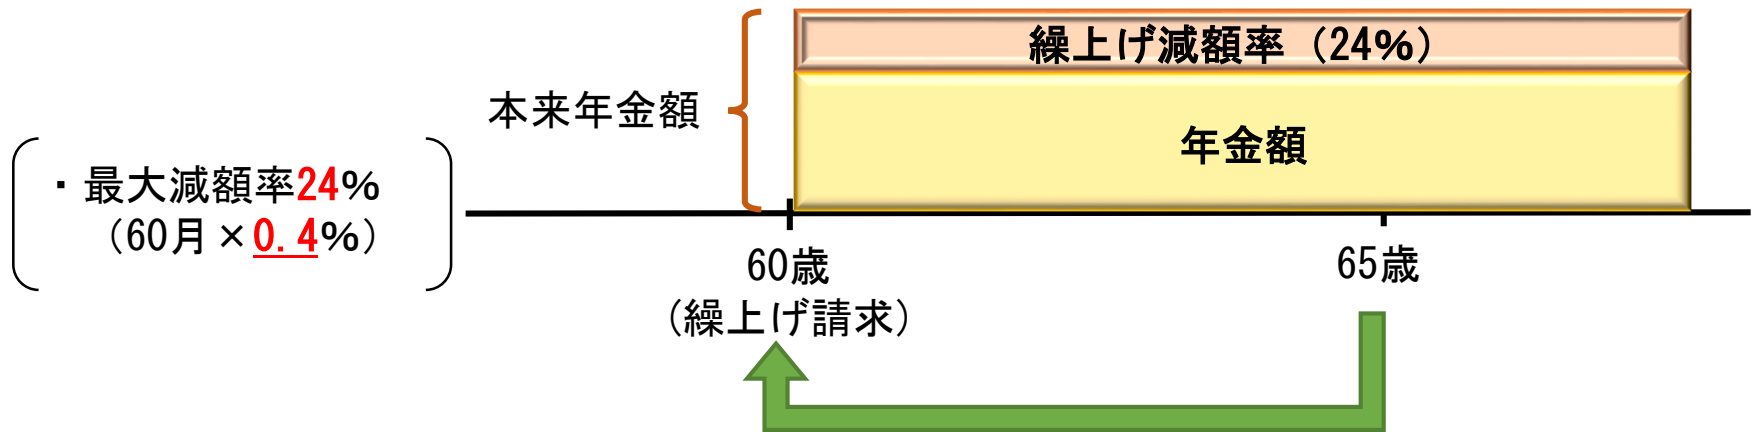 繰上げ減額率（24%）
本来年金額
年金額
・最大減額率24%
（60月×0.4%）
60歳
（繰上げ請求）
65歳